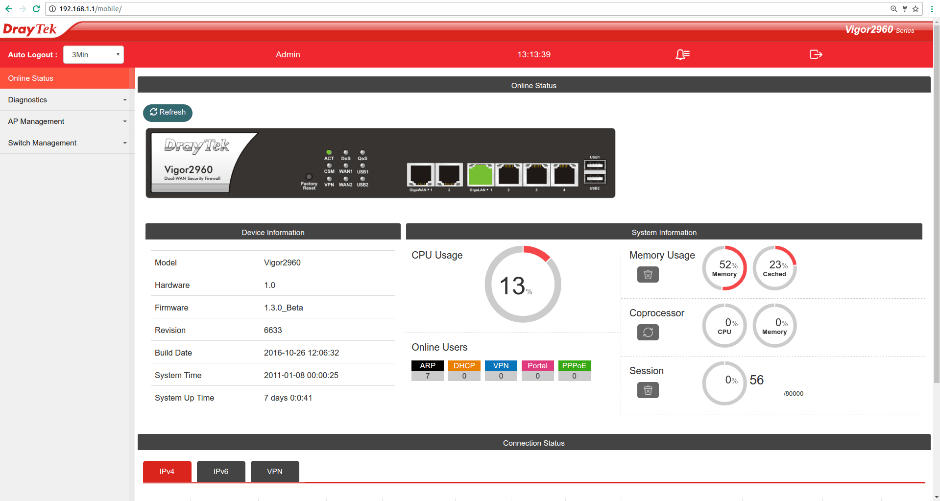 192.168.1.1/mobile/
DrayTek
Vigor2960 Series
Auto Logout : 3Min Admin 13:13:39
Online Status
Diagnostics
AP Management
Switch Management
Online Status
Refresh
DrayTek
Vigor2960
Dual-WAN Security Firewall
Factory Reset
ACT DoS QoS
CSM WAN1 USB1
VPN WAN2 USB2
GigaWAN 1 2 GigaLAN 1 2 3 4
USB1
USB2
Device Information
Model Vigor2960
Hardware 1.0
Firmware 1.3.0_Beta
Revision 6633
Build Date 2016-10-26 12:06:32
System Time 2011-01-08 00:00:25
System Up Time 7 days 0:0:41
System Information
CPU Usage
13%
Online Users
ARP DHCP VPN Portal PPPoE
7 0 0 0 0
Memory Usage
52% Memory
23% Cached
Coprocessor
0% CPU
0% Memory
Session
0% 56 /80000
Connection Status
IPv4 IPv6 VPN